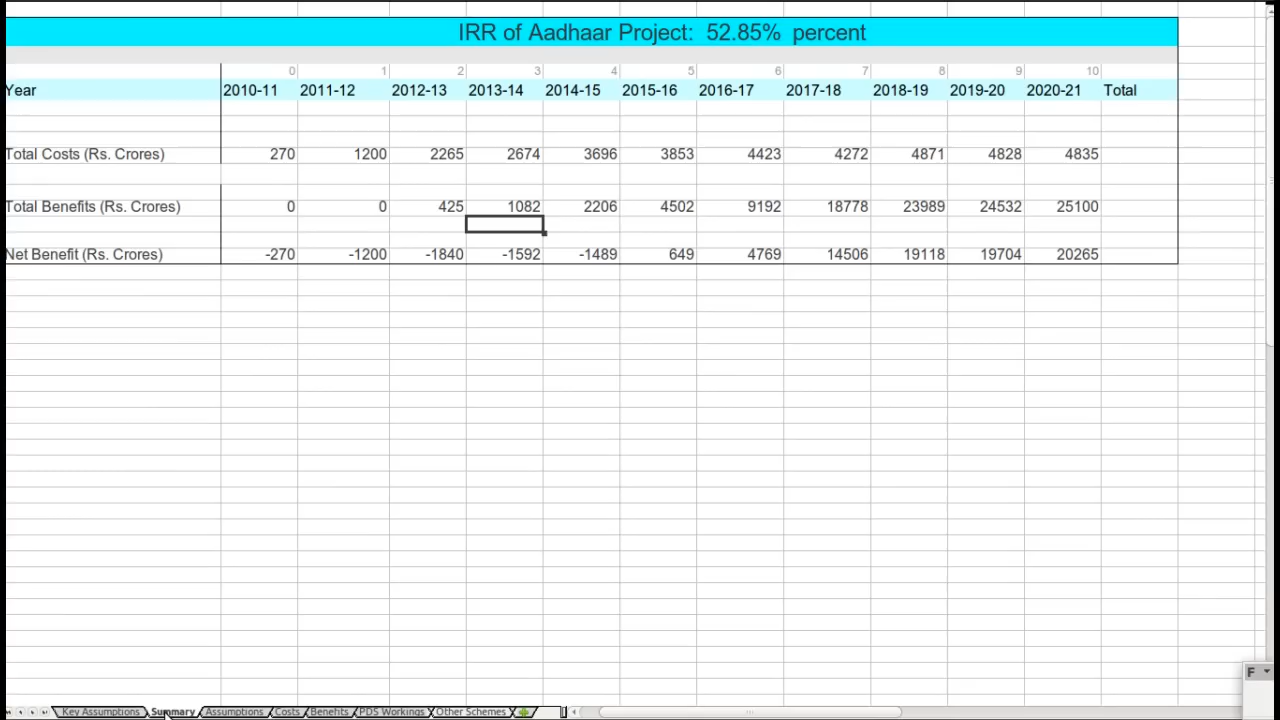 IRR of Aadhaar Project: 52.85% percent
0 1 2 3 4 5 6 7 8 9 10
Year 2010-11 2011-12 2012-13 2013-14 2014-15 2015-16 2016-17 2017-18 2018-19 2019-20 2020-21 Total
Total Costs (Rs. Crores) 270 1200 2265 2674 3696 3853 4423 4272 4871 4828 4835
Total Benefits (Rs. Crores) 0 0 425 1082 2206 4502 9192 18778 23989 24532 25100
Net Benefit (Rs. Crores) -270 -1200 -1840 -1592 -1489 649 4769 14506 19118 19704 20265
F
Key Assumptions Summary Assumptions Costs Benefits PDS Workings Other Schemes